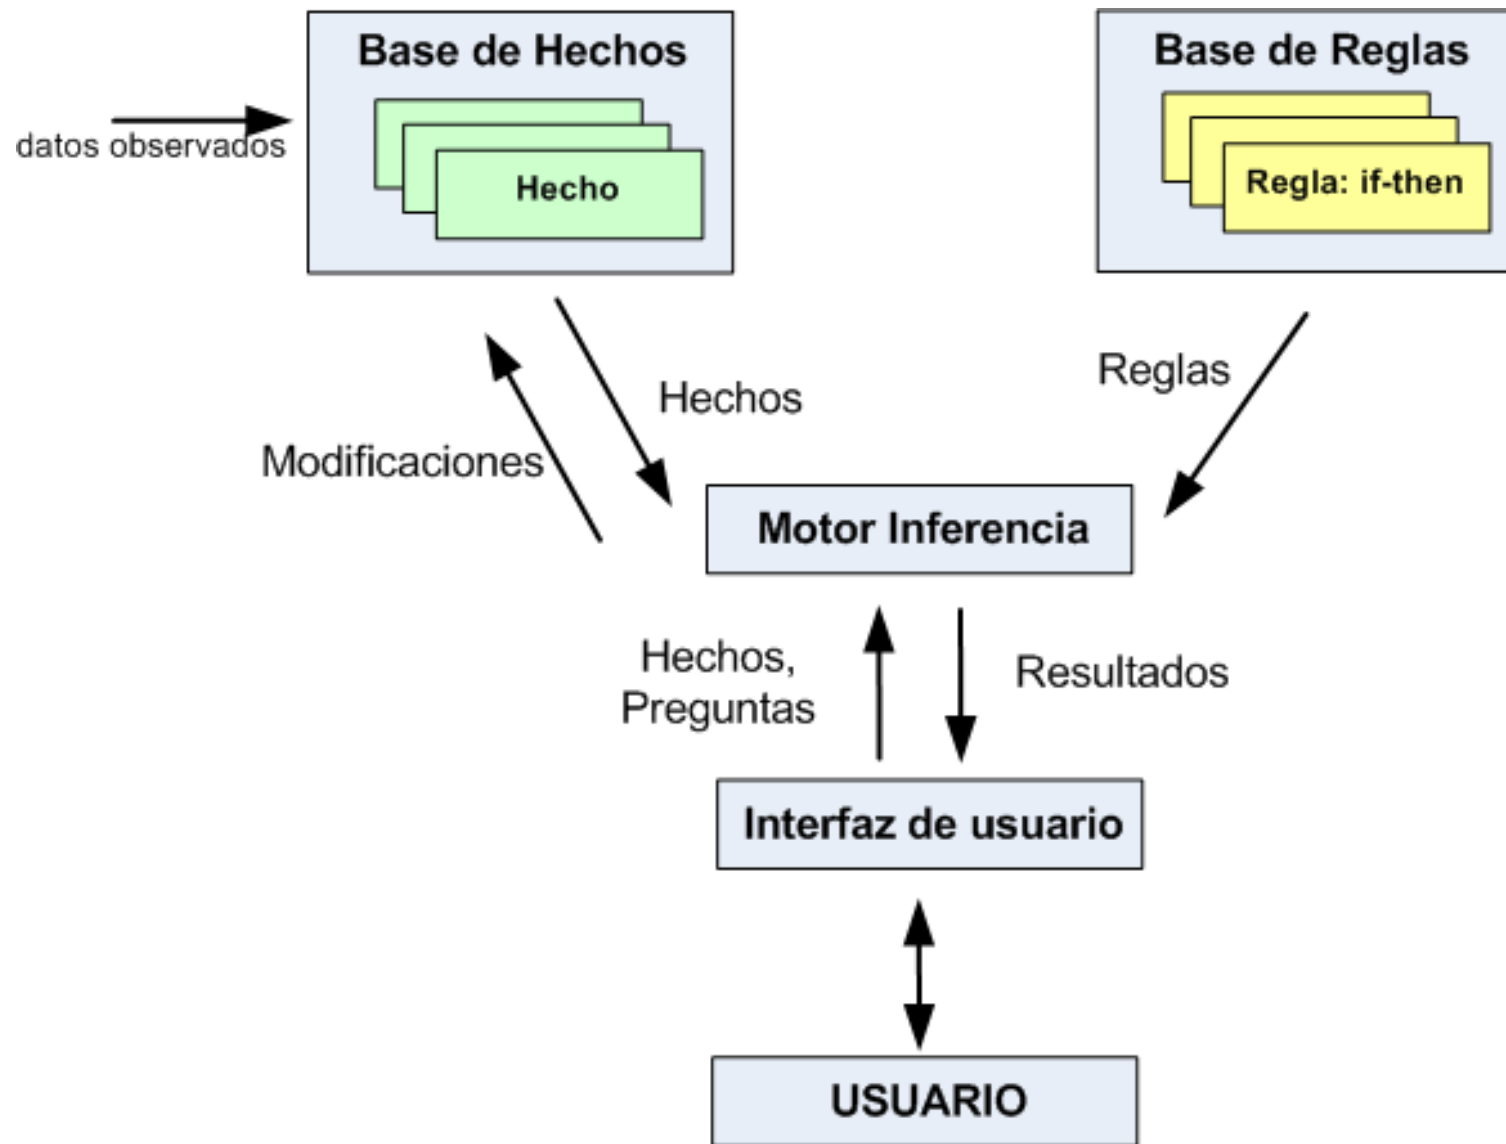 Base de Hechos
Base de Reglas
datos observados
Hecho
Regla: if-then
Hechos
Reglas
Modificaciones
Motor Inferencia
Hechos,
Preguntas
Resultados
Interfaz de usuario
USUARIO